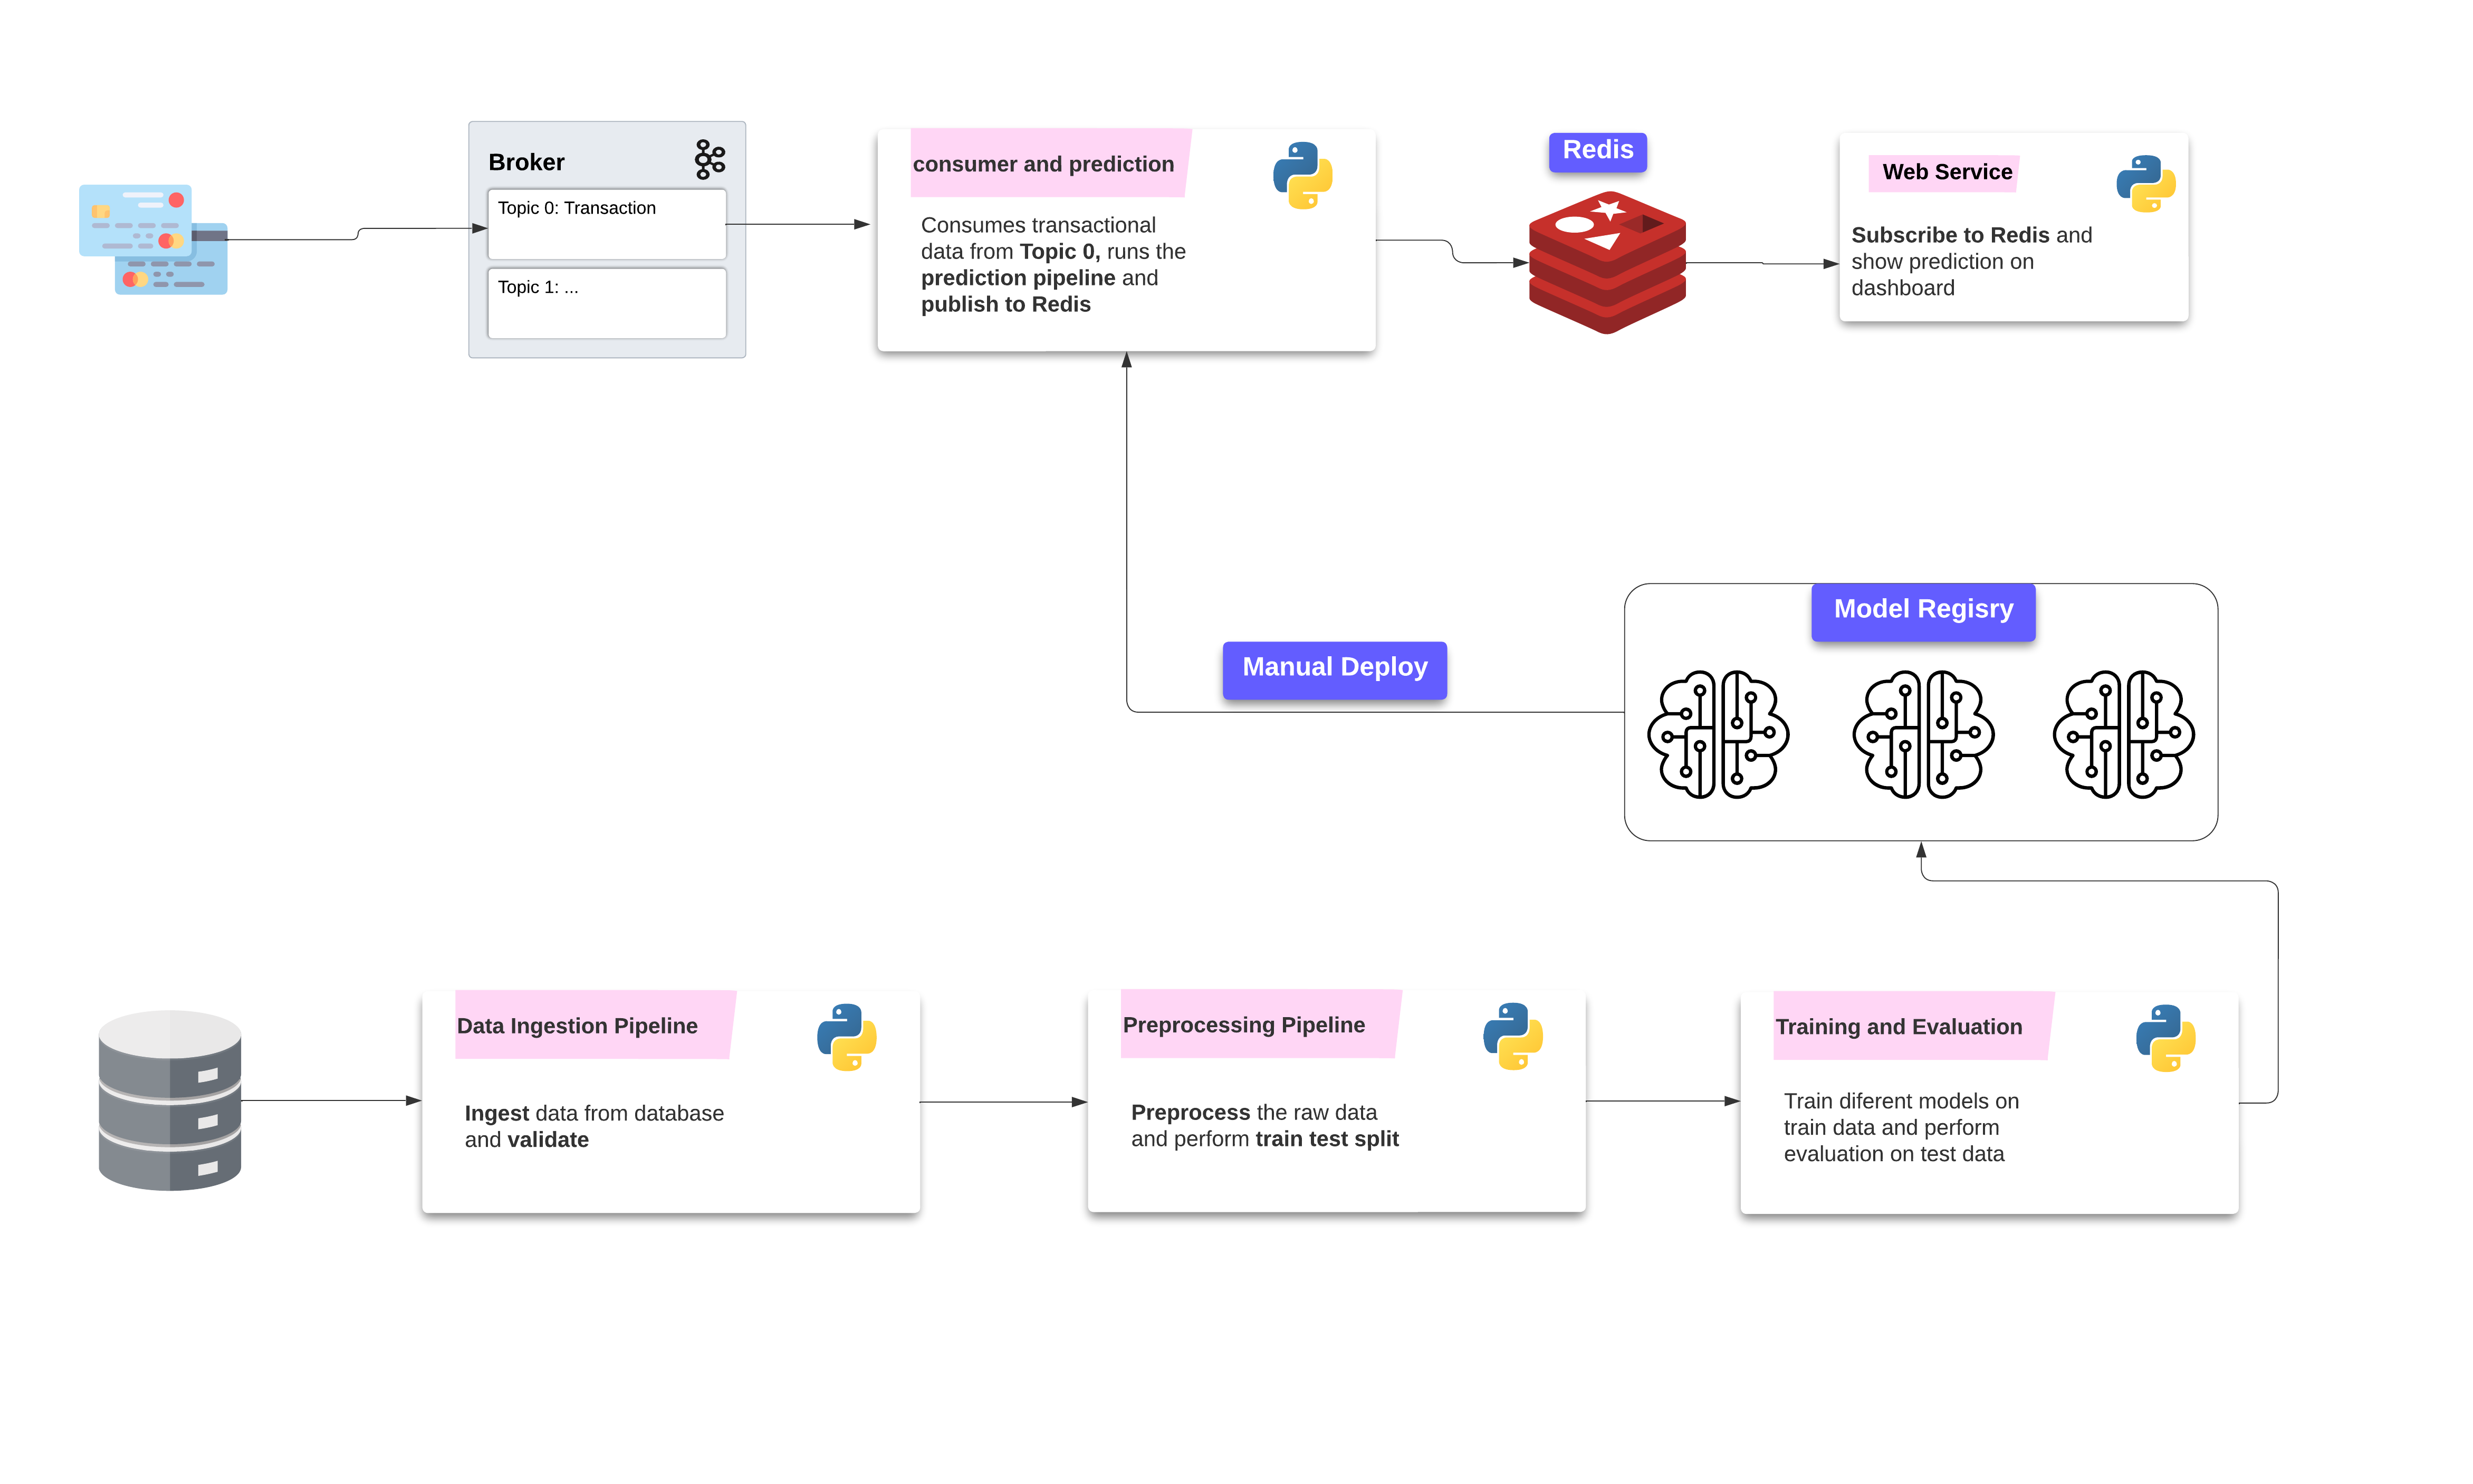 Broker
Topic 0: Transaction
Topic 1: ...
consumer and prediction
Consumes transactional
data from Topic 0, runs the
prediction pipeline and
publish to Redis
Redis
Web Service
Subscribe to Redis and
show prediction on
dashboard
Model Regisry
Manual Deploy
Data Ingestion Pipeline
Ingest data from database
and validate
Preprocessing Pipeline
Preprocess the raw data
and perform train test split
Training and Evaluation
Train diferent models on
train data and perform
evaluation on test data